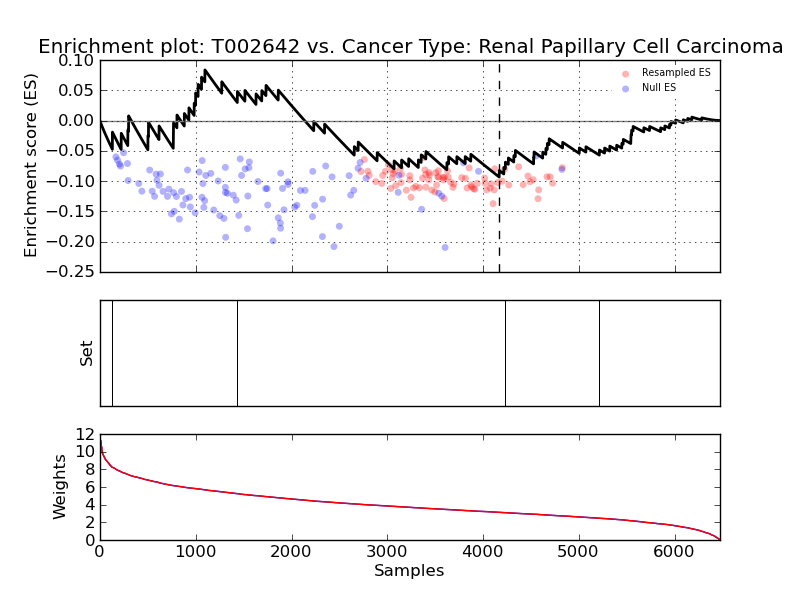 Enrichment plot: T002642 vs. Cancer Type: Renal Papillary Cell Carcinoma
Enrichment score (ES)
0.10
0.05
0.00
−0.05
−0.10
−0.15
−0.20
−0.25
Resampled ES
Null ES
Set
Weights
12
10
8
6
4
2
0
0 1000 2000 3000 4000 5000 6000
Samples